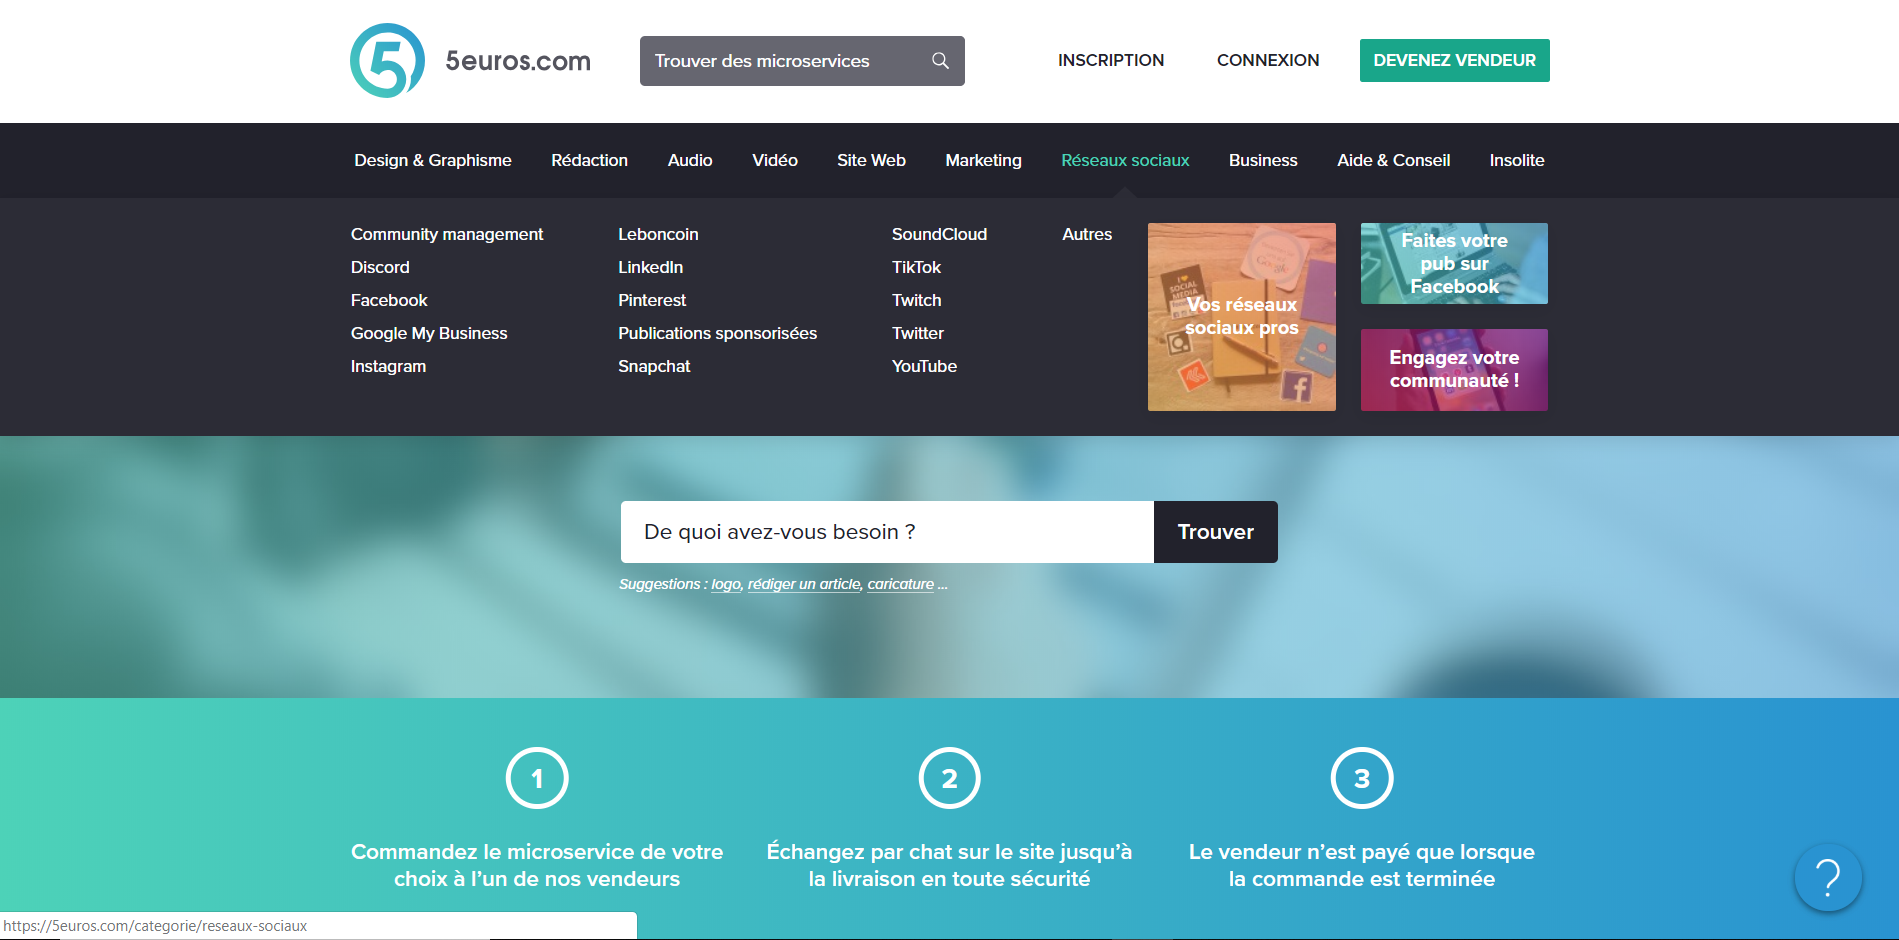 5 5euros.com
Trouver des microservices
INSCRIPTION
CONNEXION
DEVENEZ VENDEUR
Design & Graphisme
Rédaction
Audio
Vidéo
Site Web
Marketing
Réseaux sociaux
Business
Aide & Conseil
Insolite
Community management
Discord
Facebook
Google My Business
Instagram
Leboncoin
LinkedIn
Pinterest
Publications sponsorisées
Snapchat
SoundCloud
TikTok
Twitch
Twitter
YouTube
Autres
Vos réseaux
sociaux pros
Faites votre
pub sur
Facebook
Engagez votre
communauté !
De quoi avez-vous besoin ?
Trouver
Suggestions : logo, rédiger un article, caricature ...
1
Commandez le microservice de votre
choix à l’un de nos vendeurs
2
Échangez par chat sur le site jusqu’à
la livraison en toute sécurité
3
Le vendeur n’est payé que lorsque
la commande est terminée
?
https://5euros.com/categorie/reseaux-sociaux